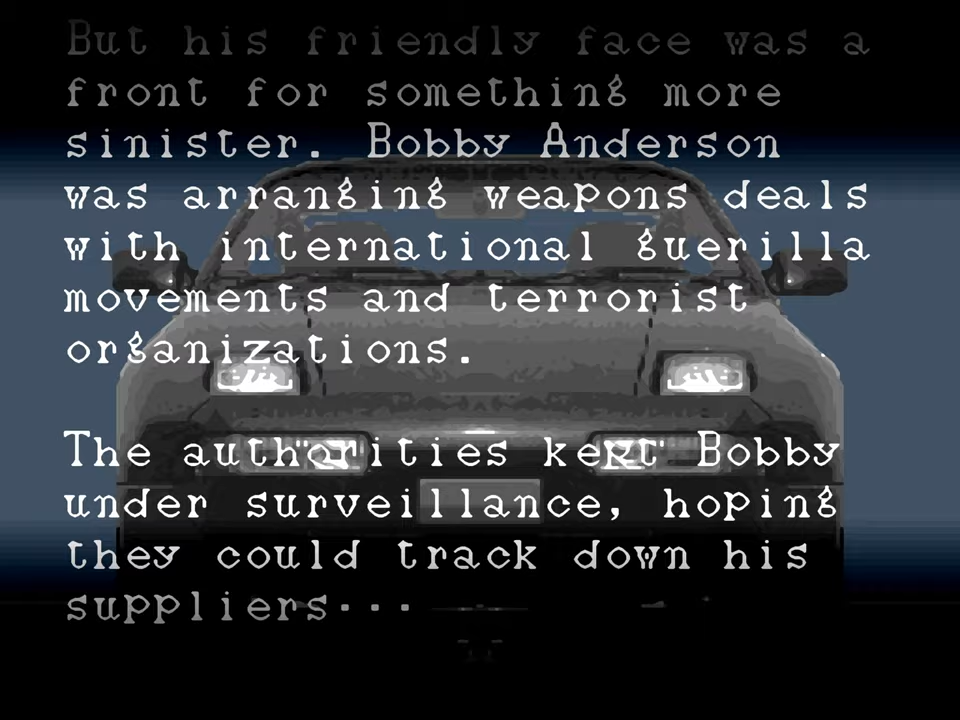 But his friendly face was a
front for something more
sinister. Bobby Anderson
was arranging weapons deals
with international guerilla
movements and terrorist
organizations.
The authorities kept Bobby
under surveillance, hoping
they could track down his
suppliers...